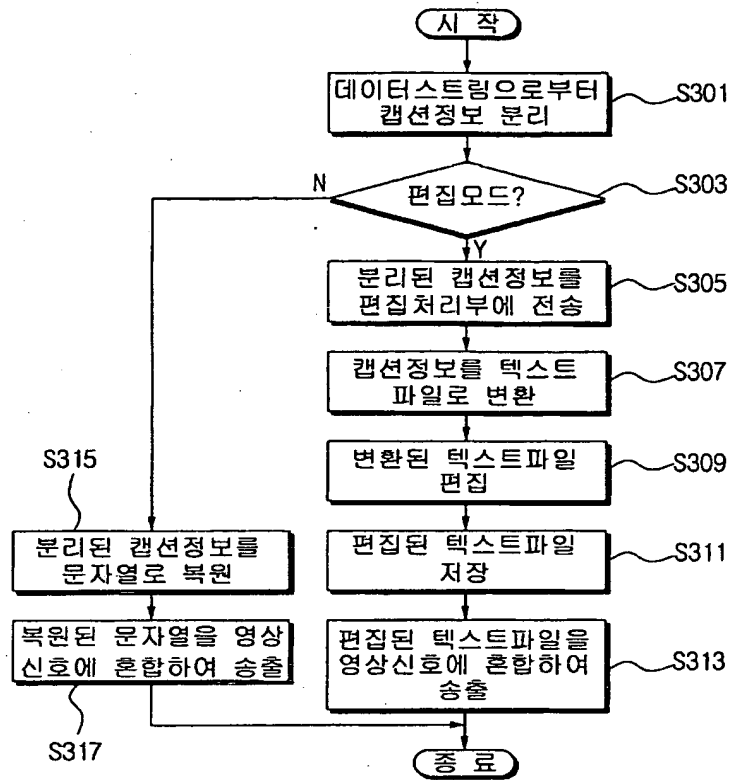 시 작
데이터스트링으로부터
캡션정보 분리
S301
편집모드?
S303
N
Y
분리된 캡션정보를
편집처리부에 전송
S305
캡션정보를 텍스트
파일로 변환
S307
변환된 텍스트파일
편집
S309
편집된 텍스트파일
저장
S311
편집된 텍스트파일을
영상신호에 혼합하여
송출
S313
S315
분리된 캡션정보를
문자열로 복원
복원된 문자열을 영상
신호에 혼합하여 송출
S317
종 료